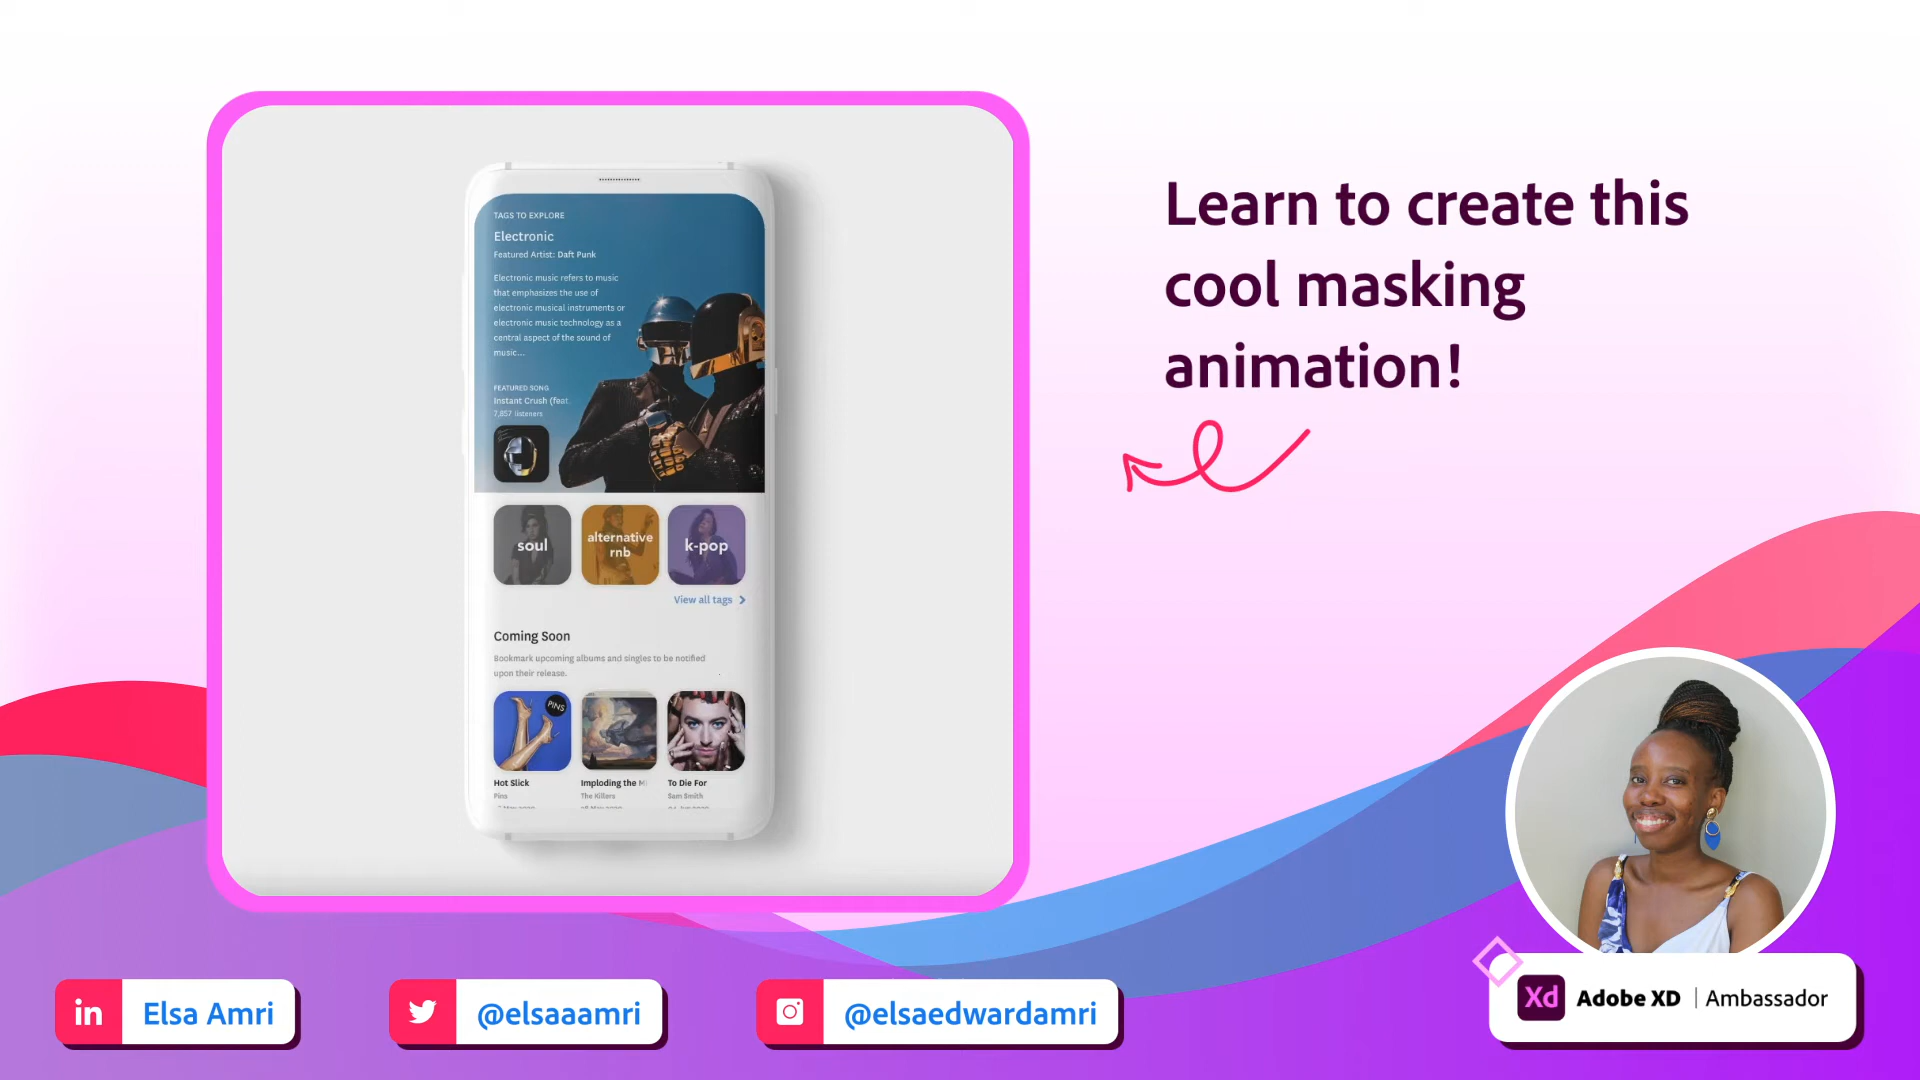 Learn to create this
cool masking
animation!
TAGS TO EXPLORE
Electronic
Featured Artist: Daft Punk
Electronic music refers to music
that emphasizes the use of
electronic musical instruments or
electronic music technology as a
central aspect of the sound of
music...
FEATURED SONG
Instant Crush (feat.
7,857 listeners
soul
alternative
rnb
k-pop
View all tags
Coming Soon
Bookmark upcoming albums and singles to be notified
upon their release.
PINS
Hot Slick
Imploding the M
To Die For
Pins
The Killers
Sam Smith
in Elsa Amri
@elsaaamri
@elsaedwardamri
Xd Adobe XD | Ambassador